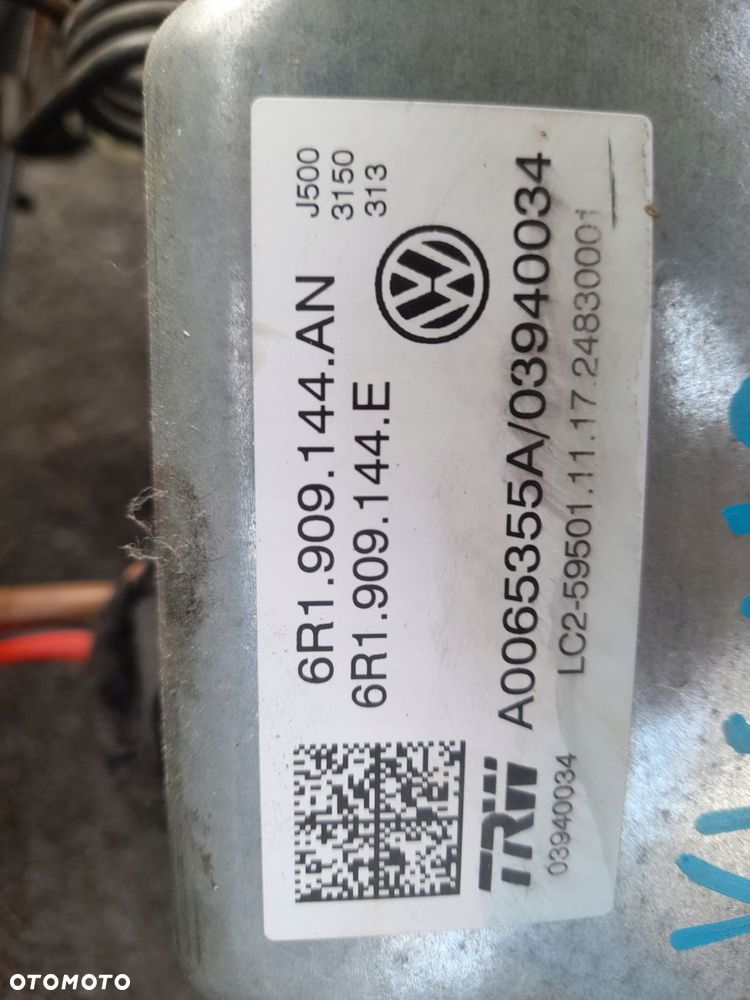 6R1.909.144.AN
6R1.909.144.E
J500
3150
313
TRW A0065355A/03940034
03940034
LC2-59501.11.17.24830001
OTOMOTO